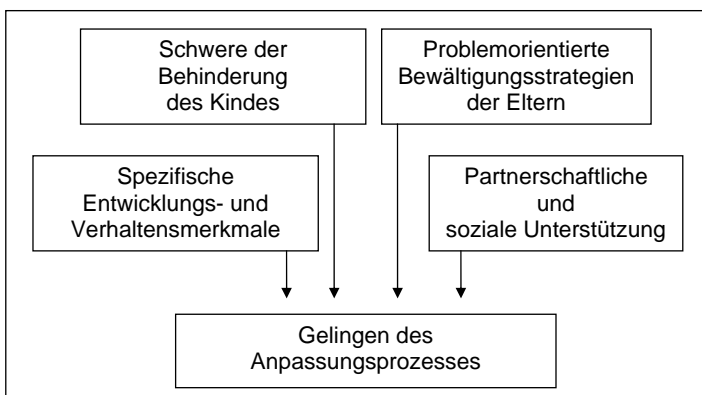 Schwere der
Behinderung
des Kindes
Problemorientierte
Bewältigungsstrategien
der Eltern
Spezifische
Entwicklungs- und
Verhaltensmerkmale
Partnerschaftliche
und
soziale Unterstützung
Gelingen des
Anpassungsprozesses